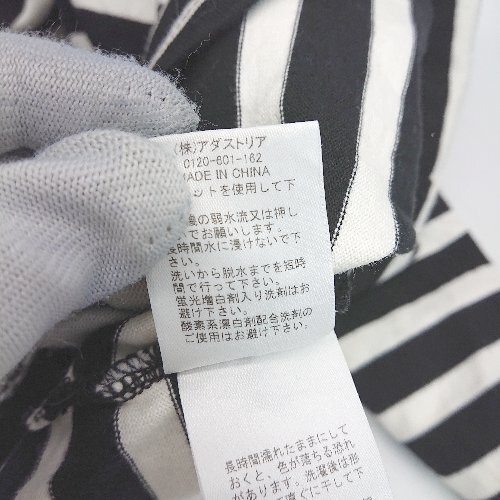 (株)アダストリア
0120-601-162
MADE IN CHINA
ネットを使用して下
の弱水流又は押し
でお願いします。
長時間水に浸けないで下
さい。
洗いから脱水までを短時
間で行って下さい。
蛍光増白剤入り洗剤はお
避け下さい。
酸素系漂白剤配合洗剤の
ご使用はお避け下さい。
長時間濡れたままにして
おくと、色が落ちる恐れ
があります。洗濯後は形
直ぐに干して